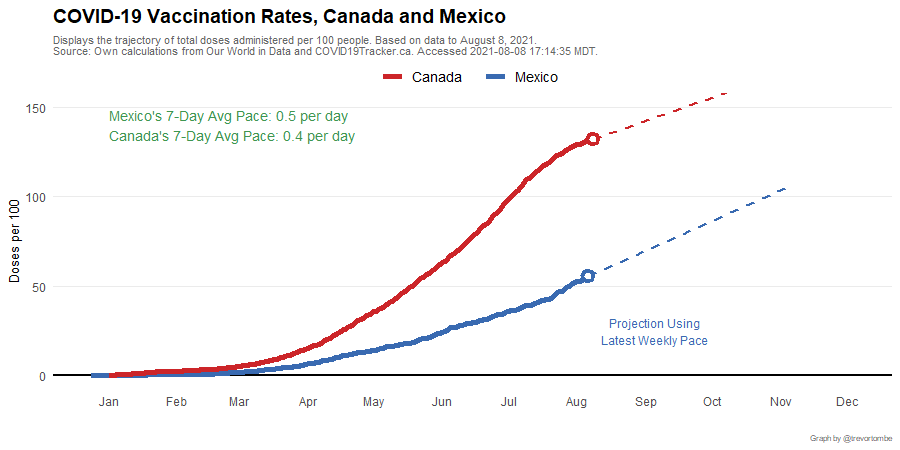 COVID-19 Vaccination Rates, Canada and Mexico
Displays the trajectory of total doses administered per 100 people. Based on data to August 8, 2021.
Source: Own calculations from Our World in Data and COVID19Tracker.ca. Accessed 2021-08-08 17:14:35 MDT.
Canada Mexico
Mexico's 7-Day Avg Pace: 0.5 per day
Canada's 7-Day Avg Pace: 0.4 per day
Doses per 100
150
100
50
0
Projection Using
Latest Weekly Pace
Jan Feb Mar Apr May Jun Jul Aug Sep Oct Nov Dec
Graph by @trevortombe